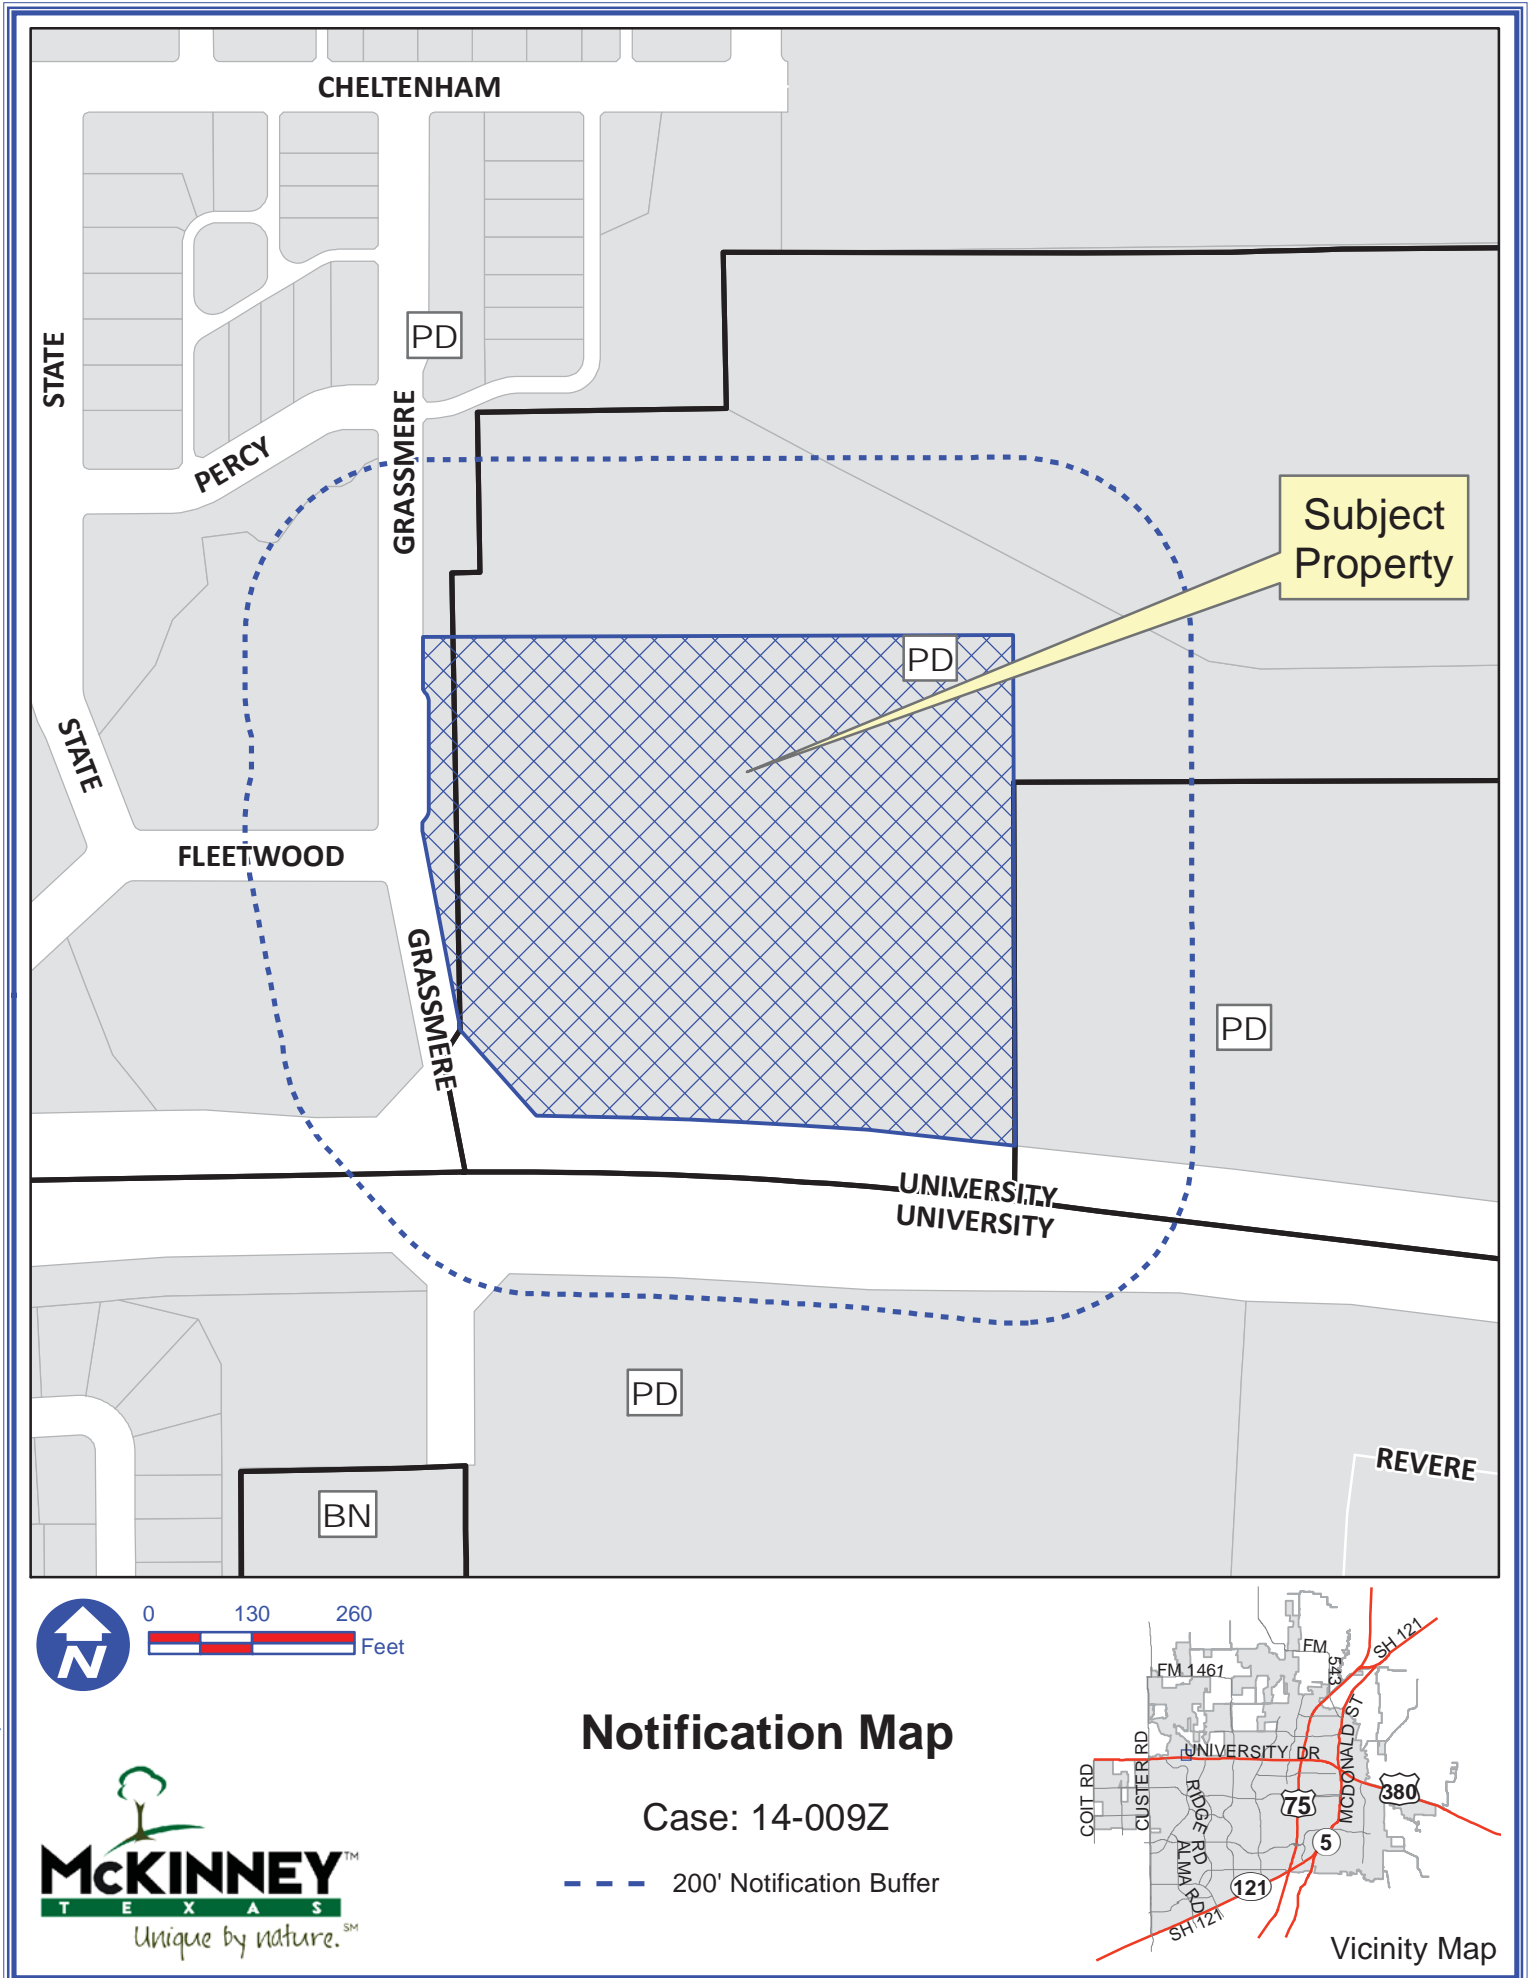 CHELTENHAM
STATE
PD
GRASSMERE
PERCY
Subject
Property
PD
STATE
FLEETWOOD
GRASSMERE
PD
UNIVERSITY
UNIVERSITY
PD
REVERE
BN
N
0 130 260
Feet
Notification Map
Case: 14-009Z
200' Notification Buffer
McKINNEY™
TEXAS
Unique by nature.℠
FM 1461
FM 543
SH 121
UNIVERSITY DR
COIT RD
CUSTER RD
RIDGE RD
ALMA RD
MCDONALD ST
75
380
5
121
SH 121
Vicinity Map